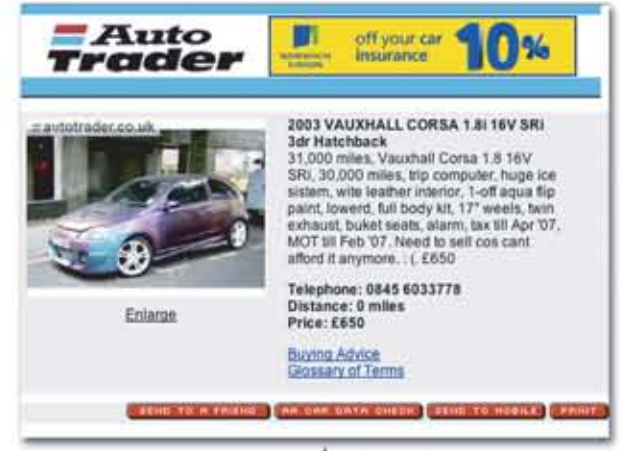 Auto
Trader
NORWICH
UNION
off your car
insurance
10%
autotrader.co.uk
2003 VAUXHALL CORSA 1.8i 16V SRi
3dr Hatchback
31,000 miles, Vauxhall Corsa 1.8 16V
SRi, 30,000 miles, trip computer, huge ice
sistem, wite leather interior, 1-off aqua flip
paint, lowerd, full body kit, 17" weels, twin
exhaust, buket seats, alarm, tax till Apr '07,
MOT till Feb '07. Need to sell cos cant
afford it anymore. : (. £650
Telephone: 0845 6033778
Distance: 0 miles
Price: £650
Enlarge
Buying Advice
Glossary of Terms
SEND TO A FRIEND
AA CAR DATA CHECK
SEND TO MOBILE
PRINT